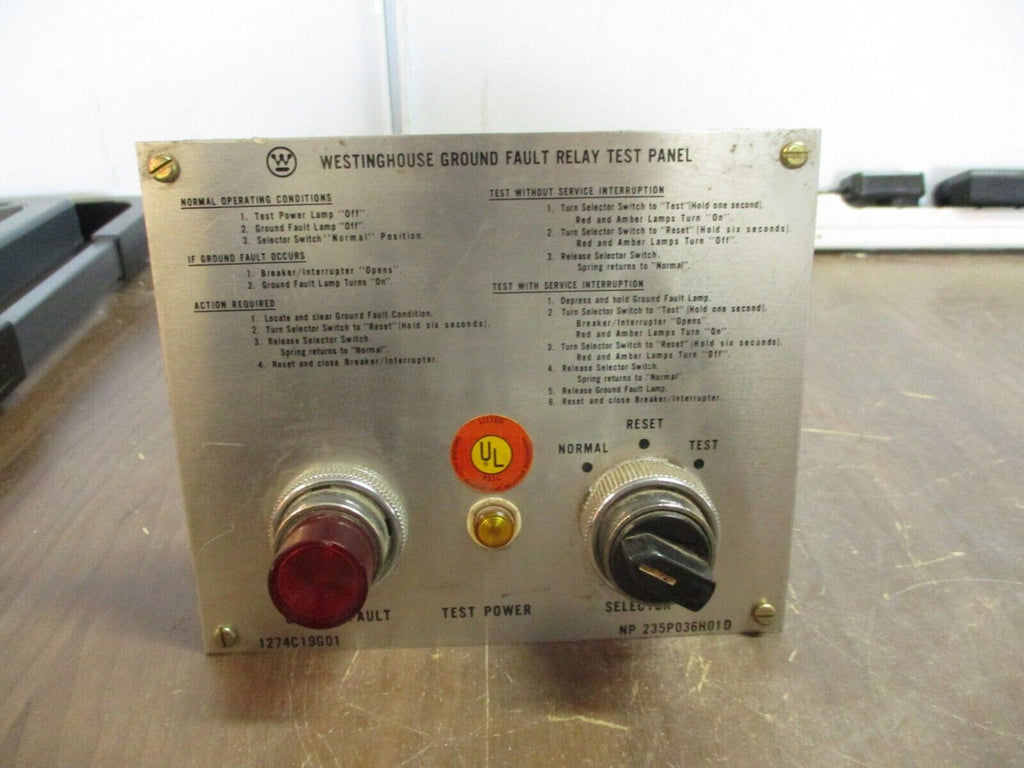 W WESTINGHOUSE GROUND FAULT RELAY TEST PANEL
NORMAL OPERATING CONDITIONS
1. Test Power Lamp "Off".
2. Ground Fault Lamp "Off".
3. Selector Switch "Normal" Position.
IF GROUND FAULT OCCURS
1. Breaker/Interrupter "Opens".
2. Ground Fault Lamp Turns "On".
ACTION REQUIRED
1. Locate and clear Ground Fault Condition.
2. Turn Selector Switch to "Reset" (Hold six seconds).
3. Release Selector Switch.
Spring returns to "Normal".
4. Reset and close Breaker/Interrupter.
TEST WITHOUT SERVICE INTERRUPTION
1. Turn Selector Switch to "Test" (Hold one second).
Red and Amber Lamps Turn "On".
2. Turn Selector Switch to "Reset" (Hold six seconds).
Red and Amber Lamps Turn "Off".
3. Release Selector Switch.
Spring returns to "Normal".
TEST WITH SERVICE INTERRUPTION
1. Depress and hold Ground Fault Lamp.
2. Turn Selector Switch to "Test" (Hold one second).
Breaker/Interrupter "Opens".
Red and Amber Lamps Turn "On".
3. Turn Selector Switch to "Reset" (Hold six seconds).
Red and Amber Lamps Turn "Off".
4. Release Selector Switch.
Spring returns to "Normal".
5. Release Ground Fault Lamp.
6. Reset and close Breaker/Interrupter.
LISTED
UL
NORMAL
RESET
TEST
TEST POWER
1274C19G01
NP 235P036H01D